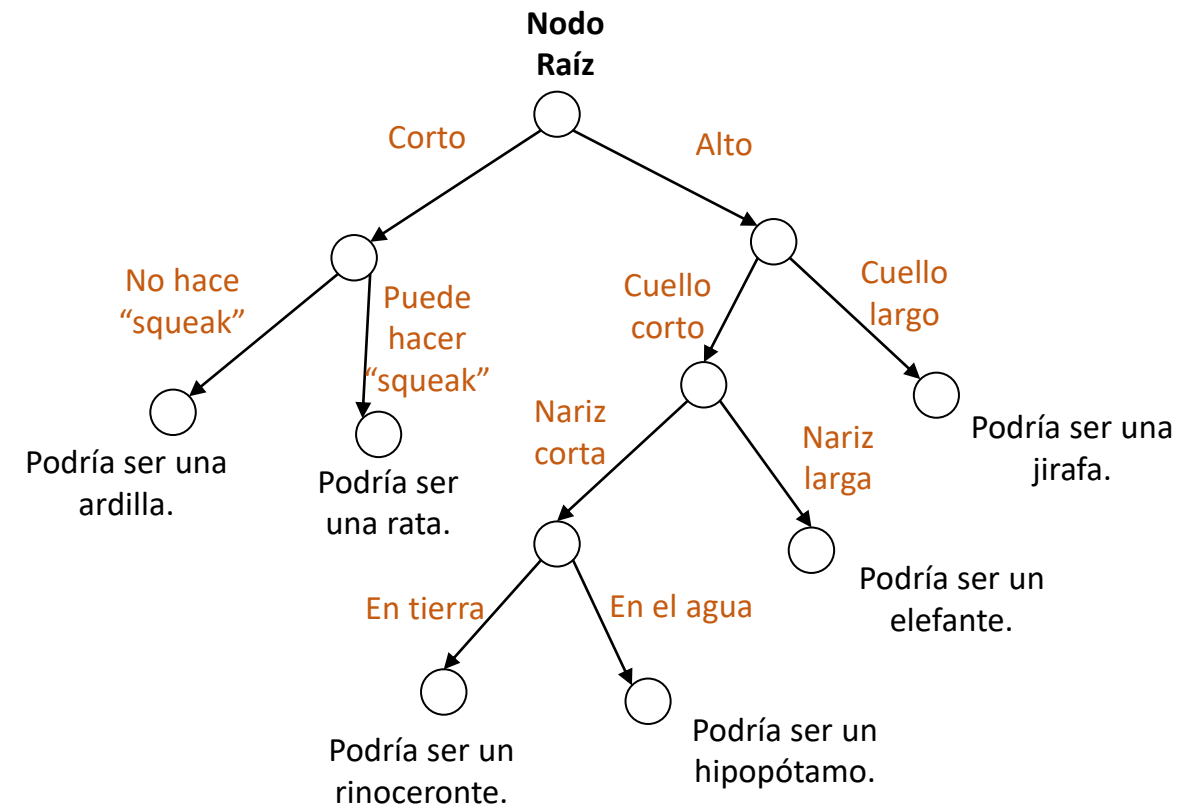 Nodo
Raíz
Corto
Alto
No hace
“squeak”
Puede
hacer
“squeak”
Cuello
corto
Cuello
largo
Podría ser una
ardilla.
Podría ser
una rata.
Nariz
corta
Nariz
larga
Podría ser una
jirafa.
En tierra
En el agua
Podría ser un
elefante.
Podría ser un
rinoceronte.
Podría ser un
hipopótamo.